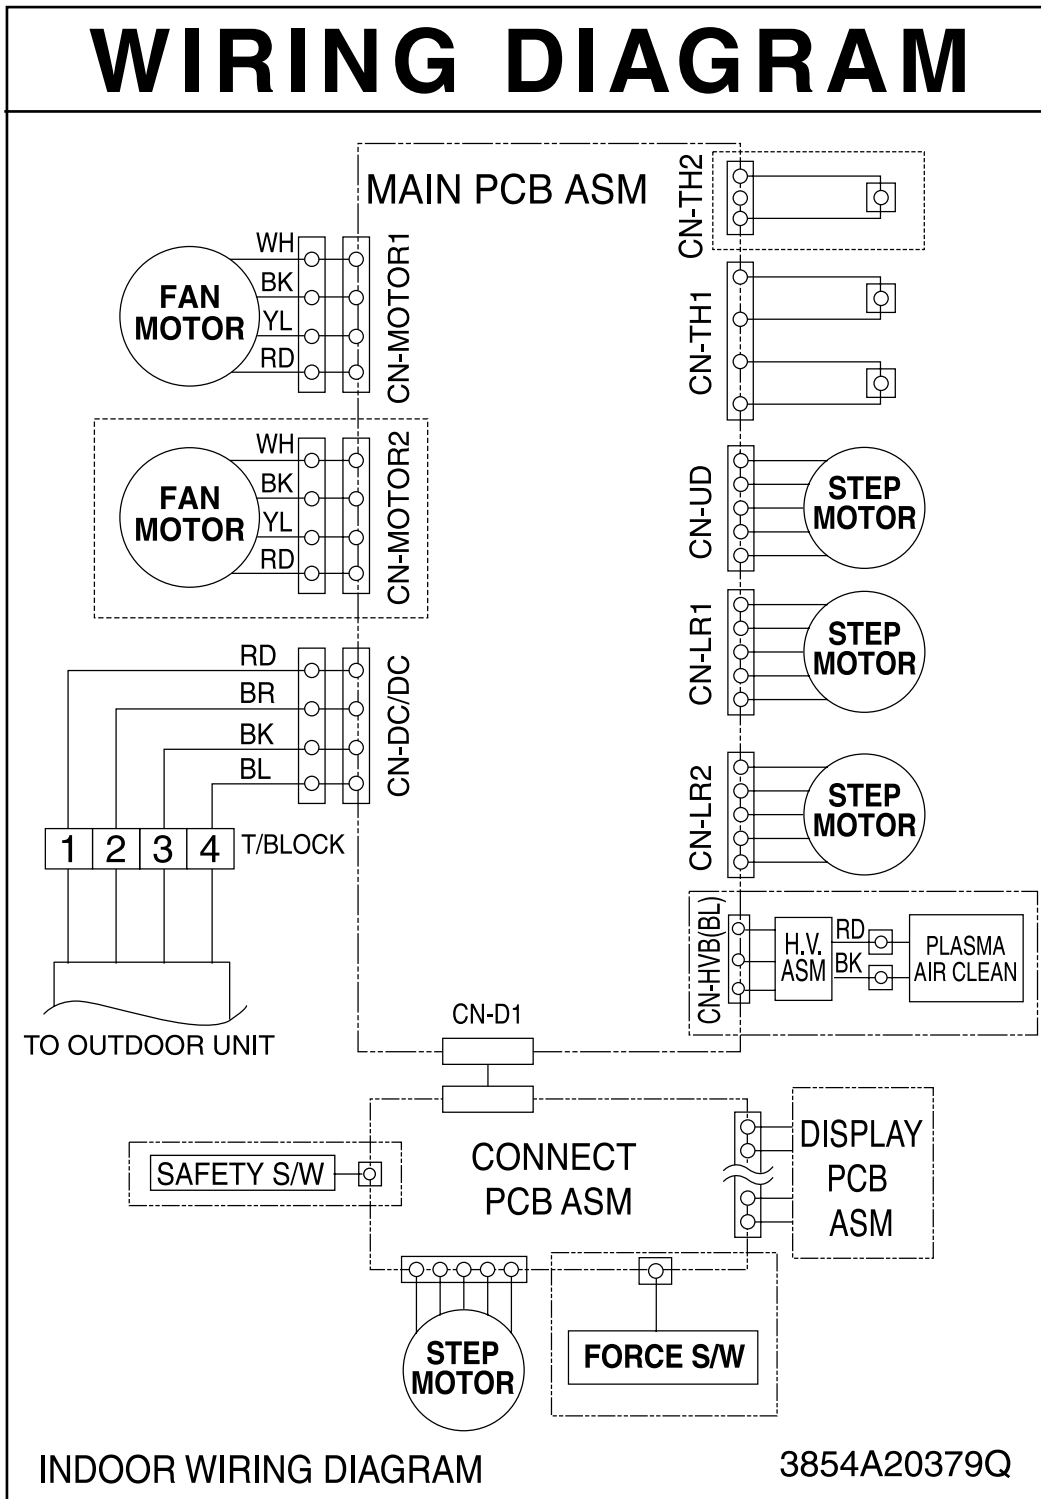 WIRING DIAGRAM
MAIN PCB ASM
CN-TH2
WH
BK
YL
RD
FAN
MOTOR
CN-MOTOR1
CN-TH1
WH
BK
YL
RD
FAN
MOTOR
CN-MOTOR2
CN-UD
STEP
MOTOR
CN-LR1
STEP
MOTOR
RD
BR
BK
BL
CN-DC/DC
CN-LR2
STEP
MOTOR
1 2 3 4 T/BLOCK
CN-HVB(BL)
H.V.
ASM
RD
BK
PLASMA
AIR CLEAN
TO OUTDOOR UNIT
CN-D1
CONNECT
PCB ASM
SAFETY S/W
DISPLAY
PCB
ASM
STEP
MOTOR
FORCE S/W
INDOOR WIRING DIAGRAM
3854A20379Q